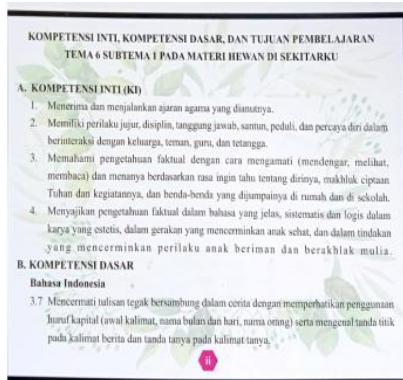 KOMPETENSI INTI, KOMPETENSI DASAR, DAN TUJUAN PEMBELAJARAN
TEMA 6 SUBTEMA 1 PADA MATERI HEWAN DI SEKITARKU
A. KOMPETENSI INTI (KI)
1. Menerima dan menjalankan ajaran agama yang dianutnya.
2. Memiliki perilaku jujur, disiplin, tanggung jawab, santun, peduli, dan percaya diri dalam
berinteraksi dengan keluarga, teman, guru, dan tetangga.
3. Memahami pengetahuan faktual dengan cara mengamati (mendengar, melihat,
membaca) dan menanya berdasarkan rasa ingin tahu tentang dirinya, makhluk ciptaan
Tuhan dan kegiatannya, dan benda-benda yang dijumpainya di rumah dan di sekolah.
4. Menyajikan pengetahuan faktual dalam bahasa yang jelas, sistematis dan logis dalam
karya yang estetis, dalam gerakan yang mencerminkan anak sehat, dan dalam tindakan
yang mencerminkan perilaku anak beriman dan berakhlak mulia.
B. KOMPETENSI DASAR
Bahasa Indonesia
3.7 Mencermati tulisan tegak bersambung dalam cerita dengan memperhatikan penggunaan
huruf kapital (awal kalimat, nama bulan dan hari, nama orang) serta mengenal tanda titik
pada kalimat berita dan tanda tanya pada kalimat tanya.
ii